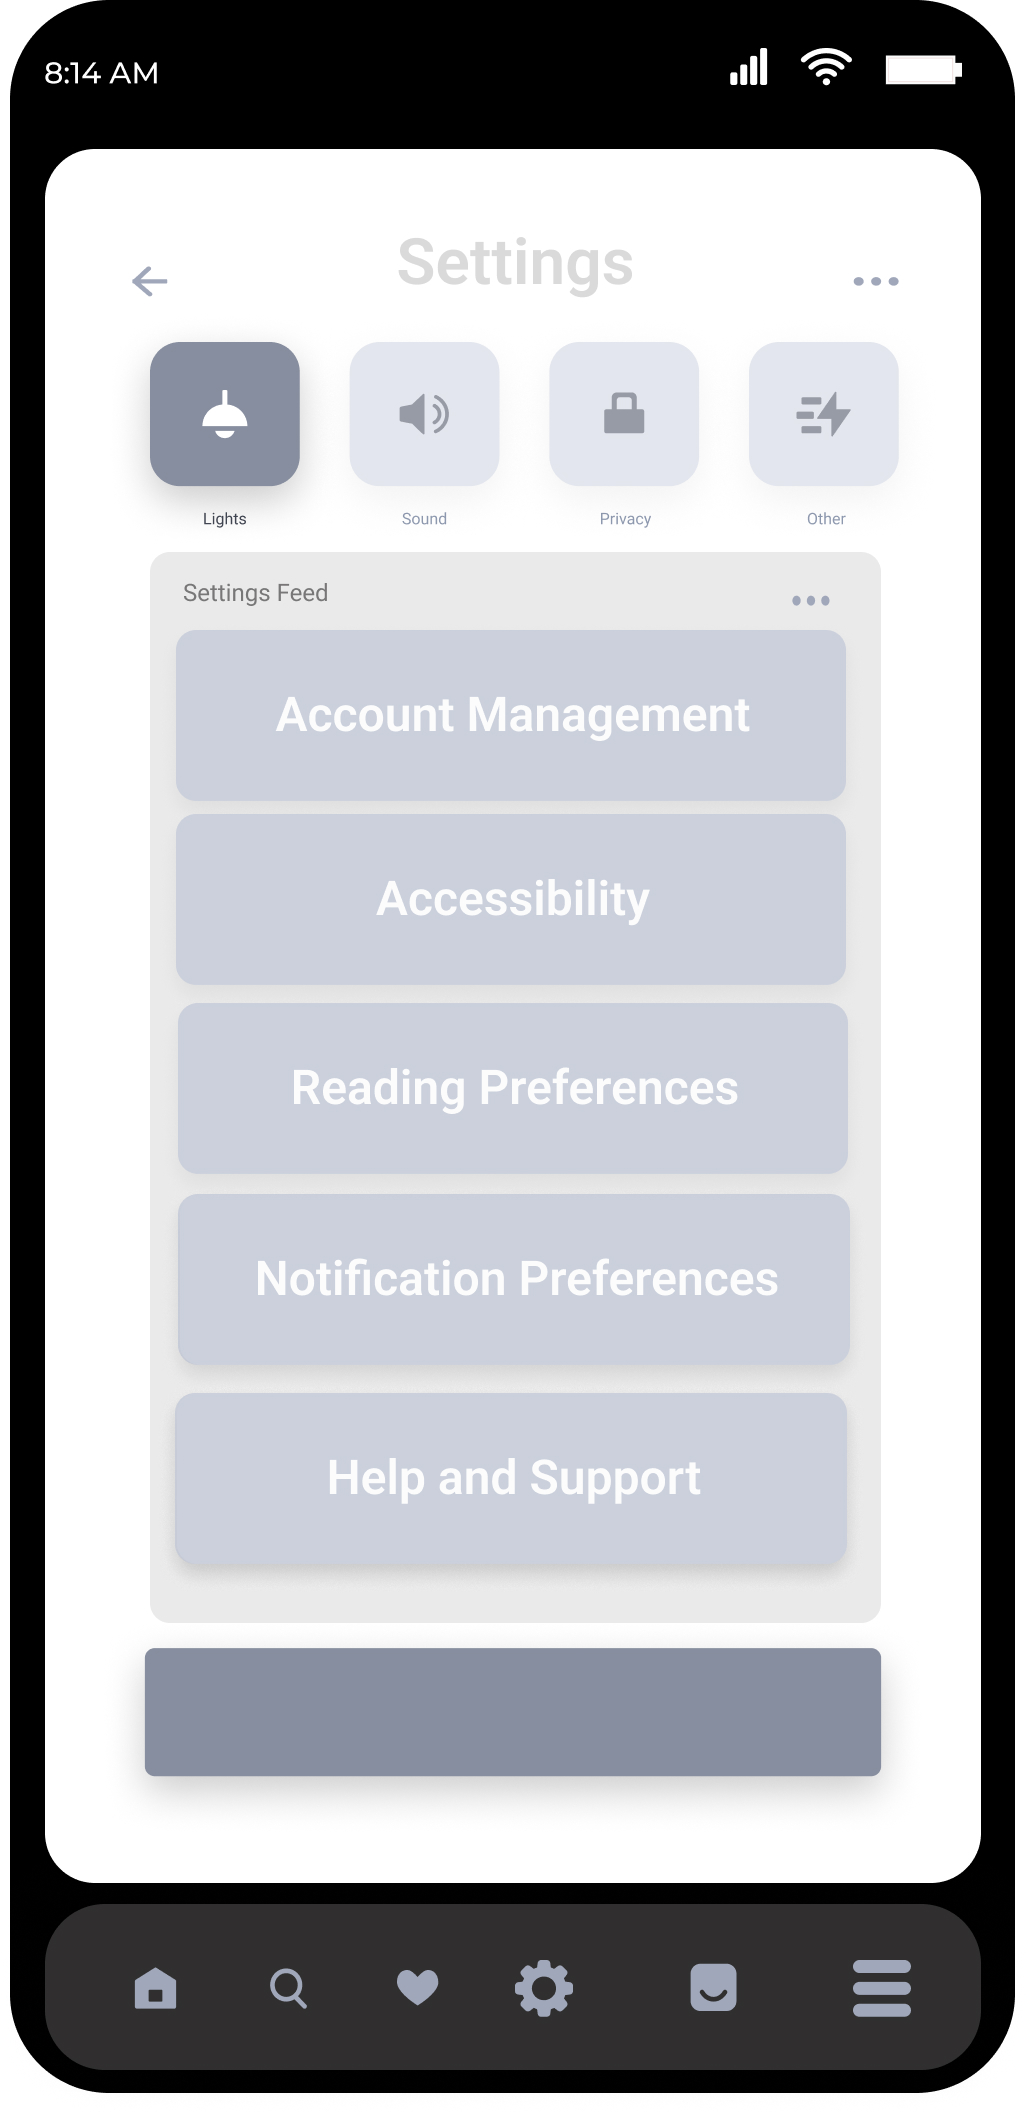 8:14 AM
Settings
Lights
Sound
Privacy
Other
Settings Feed
Account Management
Accessibility
Reading Preferences
Notification Preferences
Help and Support